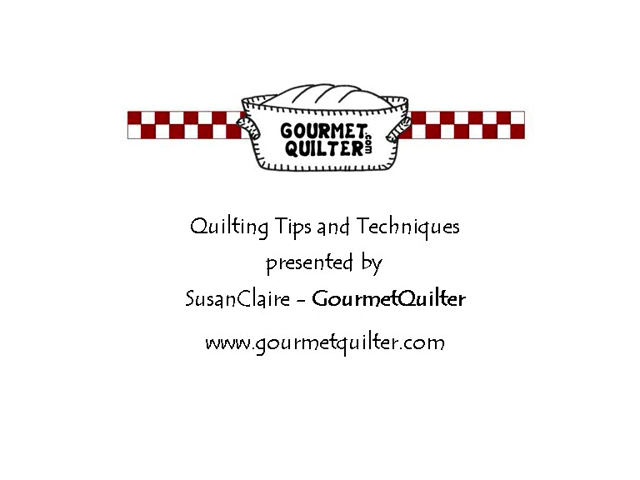 GOURMET
QUILTER.com
Quilting Tips and Techniques
presented by
SusanClaire - GourmetQuilter
www.gourmetquilter.com